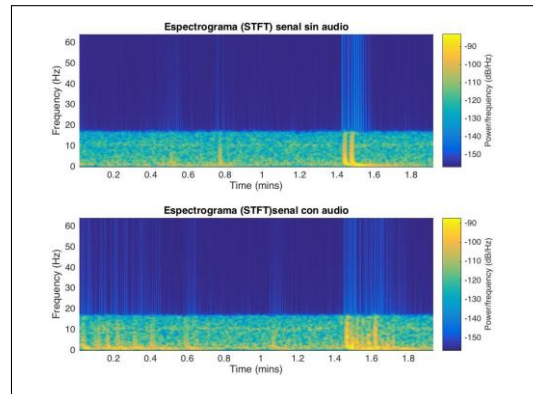 Espectrograma (STFT) senal sin audio
Frequency (Hz)
60
50
40
30
20
10
0
0.2 0.4 0.6 0.8 1 1.2 1.4 1.6 1.8
Time (mins)
-90
-100
-110
-120
-130
-140
-150
Power/frequency (dB/Hz)
Espectrograma (STFT)senal con audio
Frequency (Hz)
60
50
40
30
20
10
0
0.2 0.4 0.6 0.8 1 1.2 1.4 1.6 1.8
Time (mins)
-90
-100
-110
-120
-130
-140
-150
Power/frequency (dB/Hz)